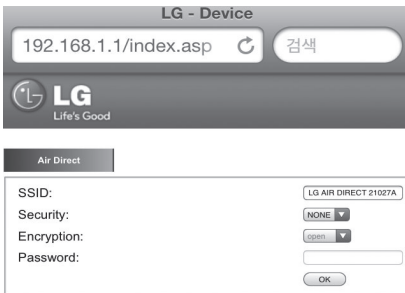 LG - Device
192.168.1.1/index.asp
검색
LG
Life's Good
Air Direct
SSID: LG AIR DIRECT 21027A
Security: NONE
Encryption: open
Password:
OK